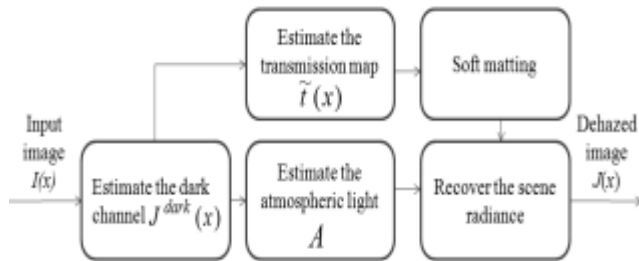 Input
image
I(x)
Estimate the dark
channel J^dark (x)
Estimate the
transmission map
t̃ (x)
Soft matting
Estimate the
atmospheric light
A
Recover the scene
radiance
Dehazed
image
J(x)